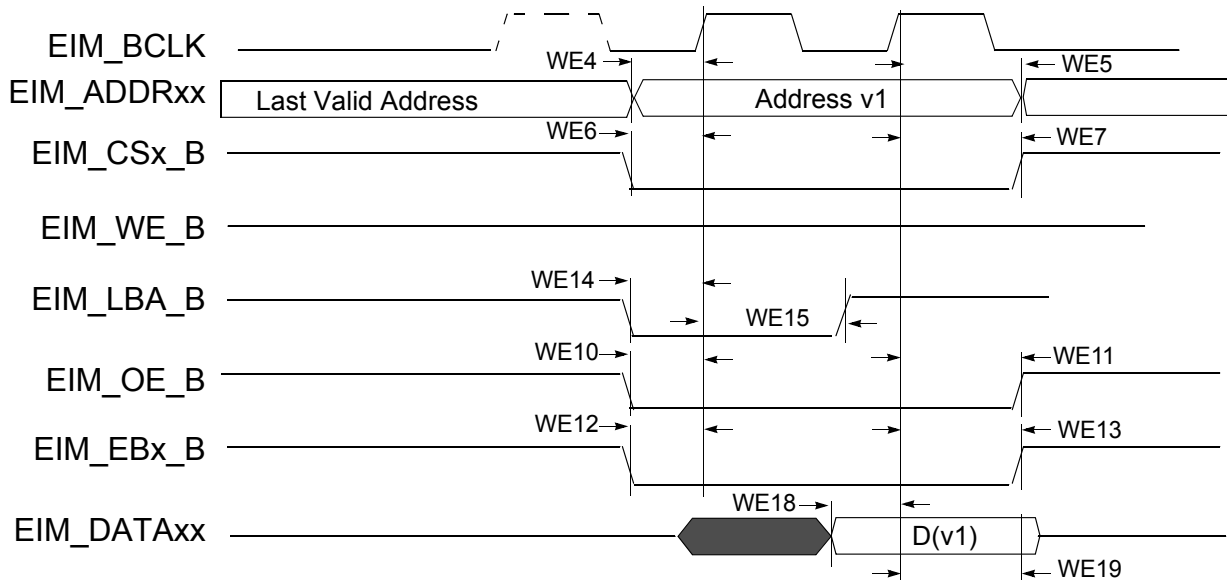 EIM_BCLK
WE4
WE5
EIM_ADDRxx
Last Valid Address
Address v1
WE6
WE7
EIM_CSx_B
EIM_WE_B
WE14
EIM_LBA_B
WE15
WE10
WE11
EIM_OE_B
WE12
WE13
EIM_EBx_B
WE18
EIM_DATAxx
D(v1)
WE19